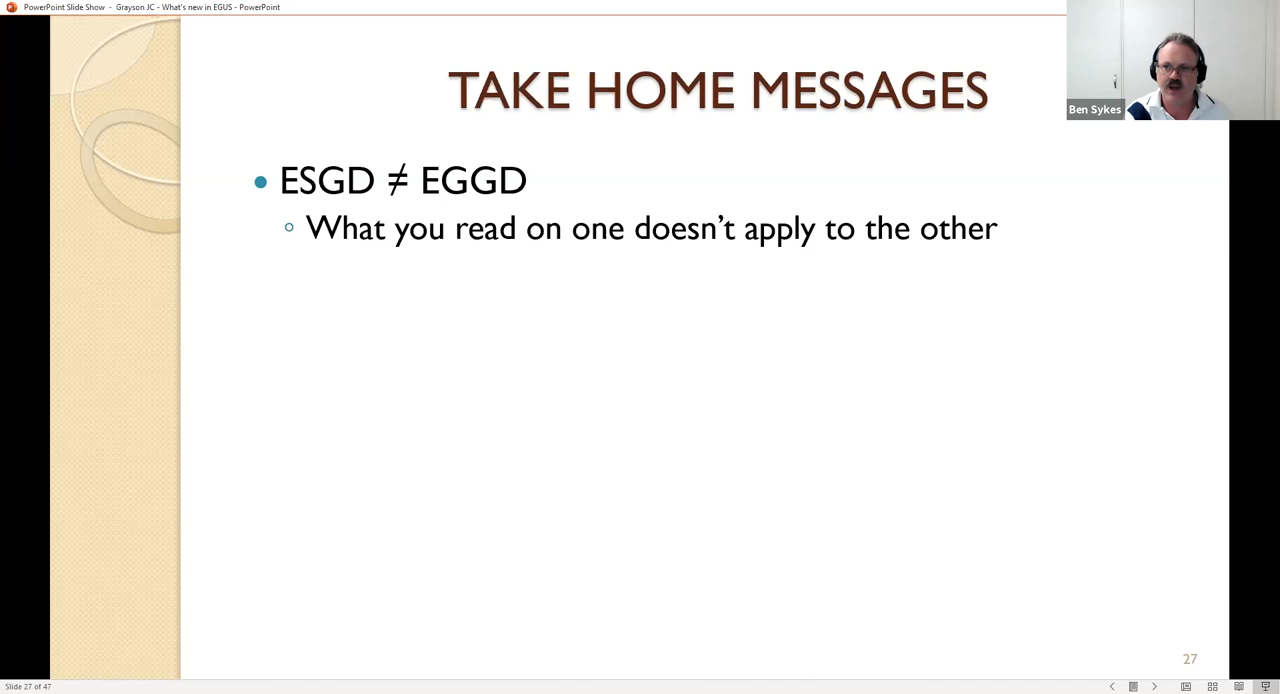 PowerPoint Slide Show - Grayson JC - What's new in EGUS - PowerPoint
Ben Sykes
TAKE HOME MESSAGES
ESGD ≠ EGGD
What you read on one doesn't apply to the other
27
Slide 27 of 47